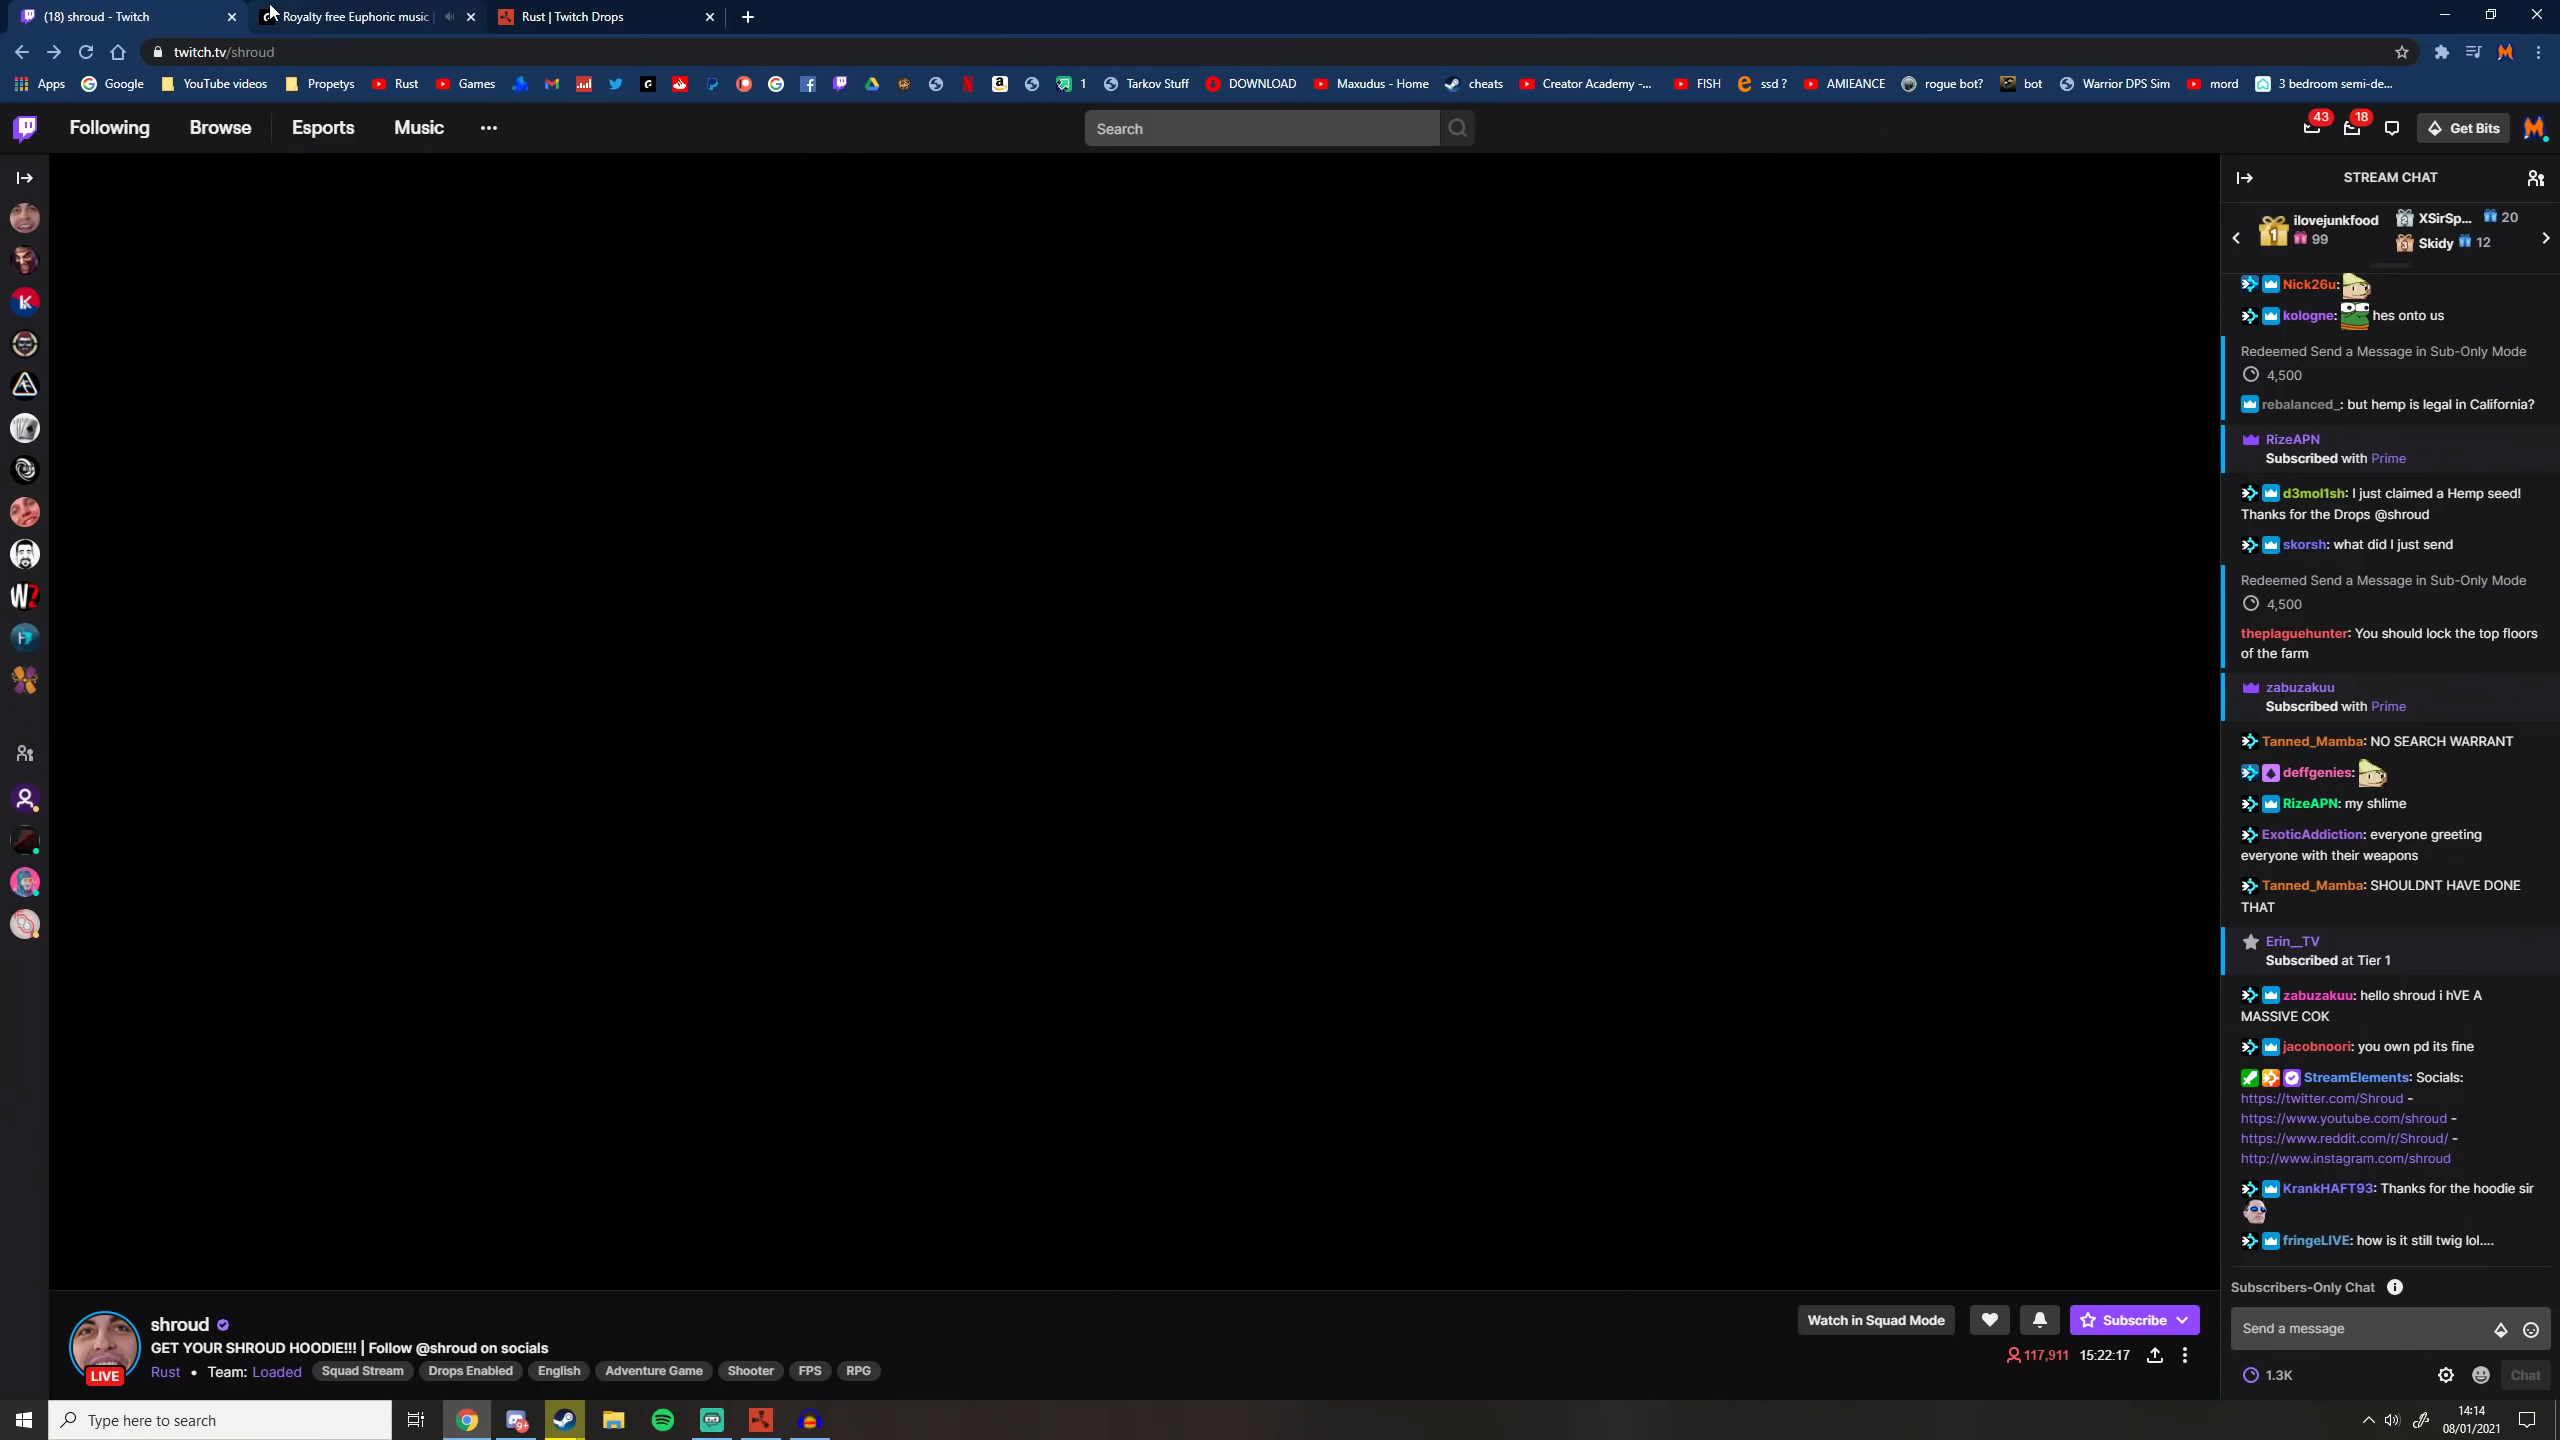 (18) shroud - Twitch
Royalty free Euphoric music |
Rust | Twitch Drops
twitch.tv/shroud
Apps
Google
YouTube videos
Propetys
Rust
Games
1
Tarkov Stuff
DOWNLOAD
Maxudus - Home
cheats
Creator Academy -...
FISH
ssd ?
AMIEANCE
rogue bot?
bot
Warrior DPS Sim
mord
3 bedroom semi-de...
Following
Browse
Esports
Music
Search
43
18
Get Bits
STREAM CHAT
ilovejunkfood
99
XSirSp... 20
Skidy 12
Nick26u:
kologne: hes onto us
Redeemed Send a Message in Sub-Only Mode
4,500
rebalanced_: but hemp is legal in California?
RizeAPN
Subscribed with Prime
d3mol1sh: I just claimed a Hemp seed!
Thanks for the Drops @shroud
skorsh: what did I just send
Redeemed Send a Message in Sub-Only Mode
4,500
theplaguehunter: You should lock the top floors
of the farm
zabuzakuu
Subscribed with Prime
Tanned_Mamba: NO SEARCH WARRANT
deffgenies:
RizeAPN: my shlime
ExoticAddiction: everyone greeting
everyone with their weapons
Tanned_Mamba: SHOULDNT HAVE DONE
THAT
Erin__TV
Subscribed at Tier 1
zabuzakuu: hello shroud i hVE A
MASSIVE COK
jacobnoori: you own pd its fine
StreamElements: Socials:
https://twitter.com/Shroud -
https://www.youtube.com/shroud -
https://www.reddit.com/r/Shroud/ -
http://www.instagram.com/shroud
KrankHAFT93: Thanks for the hoodie sir
fringeLIVE: how is it still twig lol....
Subscribers-Only Chat
Send a message
1.3K
Chat
shroud
GET YOUR SHROUD HOODIE!!! | Follow @shroud on socials
Rust • Team: Loaded
Squad Stream
Drops Enabled
English
Adventure Game
Shooter
FPS
RPG
LIVE
Watch in Squad Mode
Subscribe
117,911
15:22:17
Type here to search
9+
14:14
08/01/2021